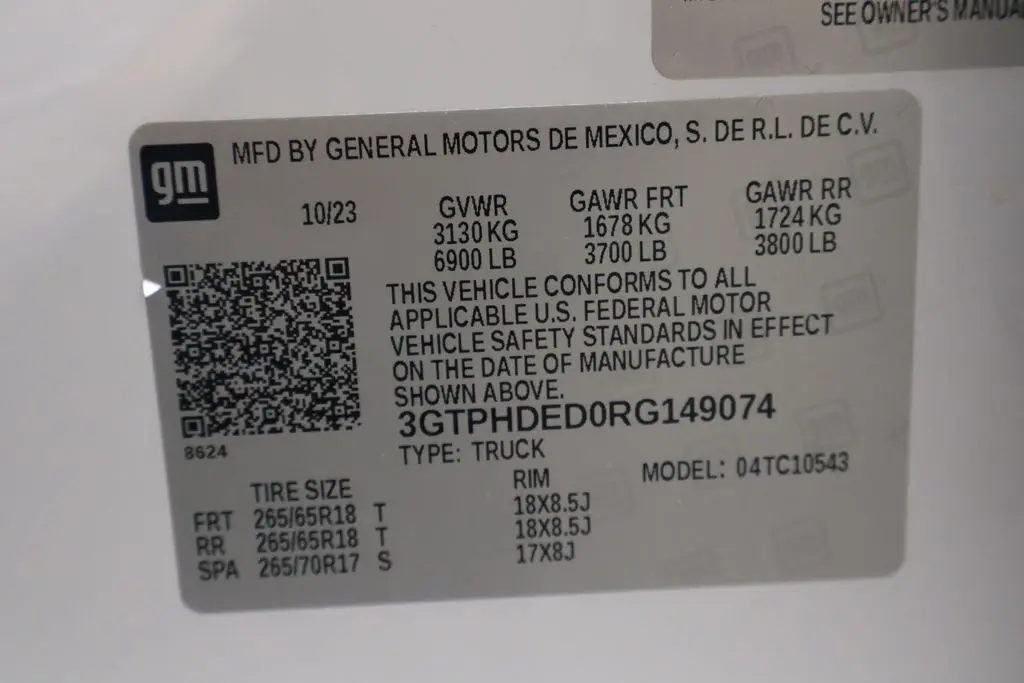 SEE OWNER'S MANUA
gm
MFD BY GENERAL MOTORS DE MEXICO, S. DE R.L. DE C.V.
10/23
GVWR GAWR FRT GAWR RR
3130 KG 1678 KG 1724 KG
6900 LB 3700 LB 3800 LB
THIS VEHICLE CONFORMS TO ALL
APPLICABLE U.S. FEDERAL MOTOR
VEHICLE SAFETY STANDARDS IN EFFECT
ON THE DATE OF MANUFACTURE
SHOWN ABOVE.
3GTPHDED0RG149074
8624
TYPE: TRUCK
MODEL: 04TC10543
TIRE SIZE RIM
FRT 265/65R18 T 18X8.5J
RR 265/65R18 T 18X8.5J
SPA 265/70R17 S 17X8J